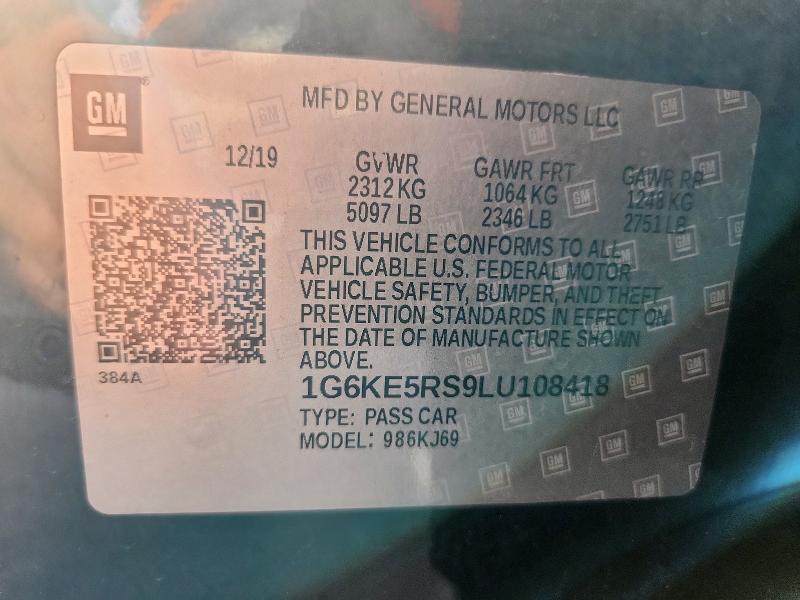 GM
MFD BY GENERAL MOTORS LLC
12/19
GVWR GAWR FRT GAWR RR
2312 KG 1064 KG 1248 KG
5097 LB 2346 LB 2751 LB
THIS VEHICLE CONFORMS TO ALL
APPLICABLE U.S. FEDERAL MOTOR
VEHICLE SAFETY, BUMPER, AND THEFT
PREVENTION STANDARDS IN EFFECT ON
THE DATE OF MANUFACTURE SHOWN
ABOVE.
384A
1G6KE5RS9LU108418
TYPE: PASS CAR
MODEL: 986KJ69